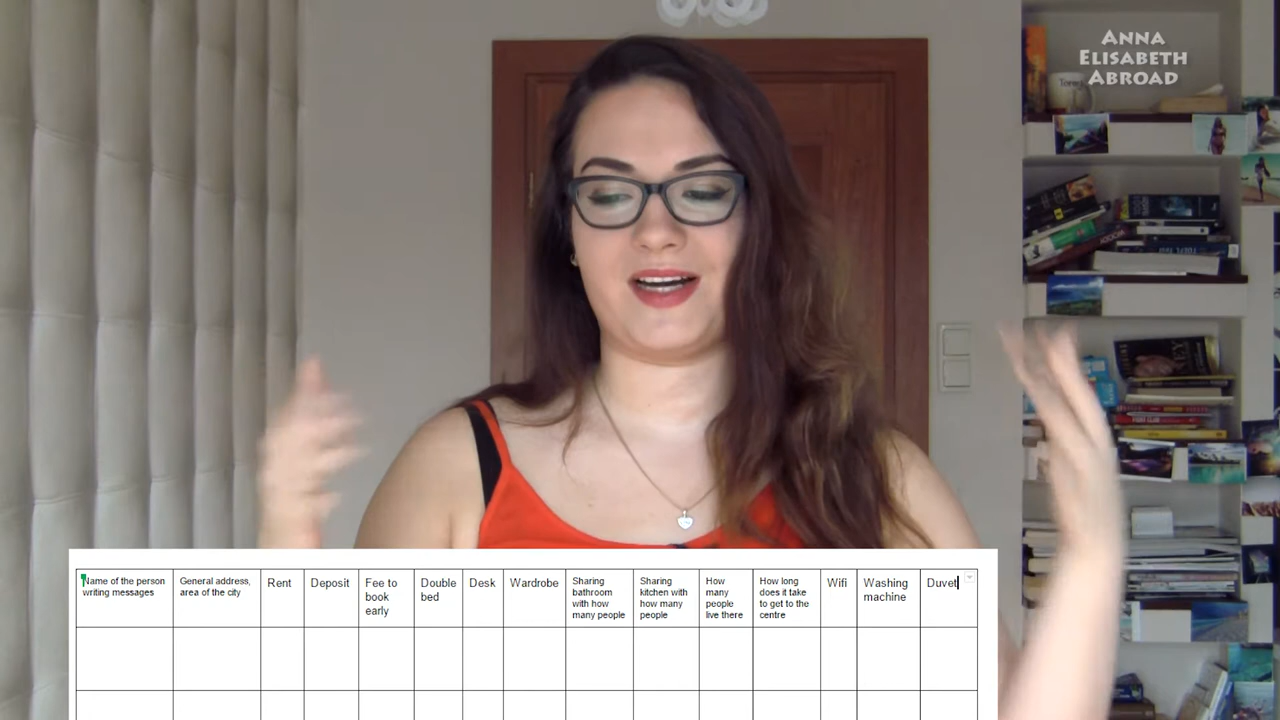 ANNA
ELISABETH
ABROAD
Name of the person
writing messages
General address,
area of the city
Rent
Deposit
Fee to
book
early
Double
bed
Desk
Wardrobe
Sharing
bathroom
with how
many people
Sharing
kitchen with
how many
people
How
many
people
live there
How long
does it take
to get to the
centre
Wifi
Washing
machine
Duvet